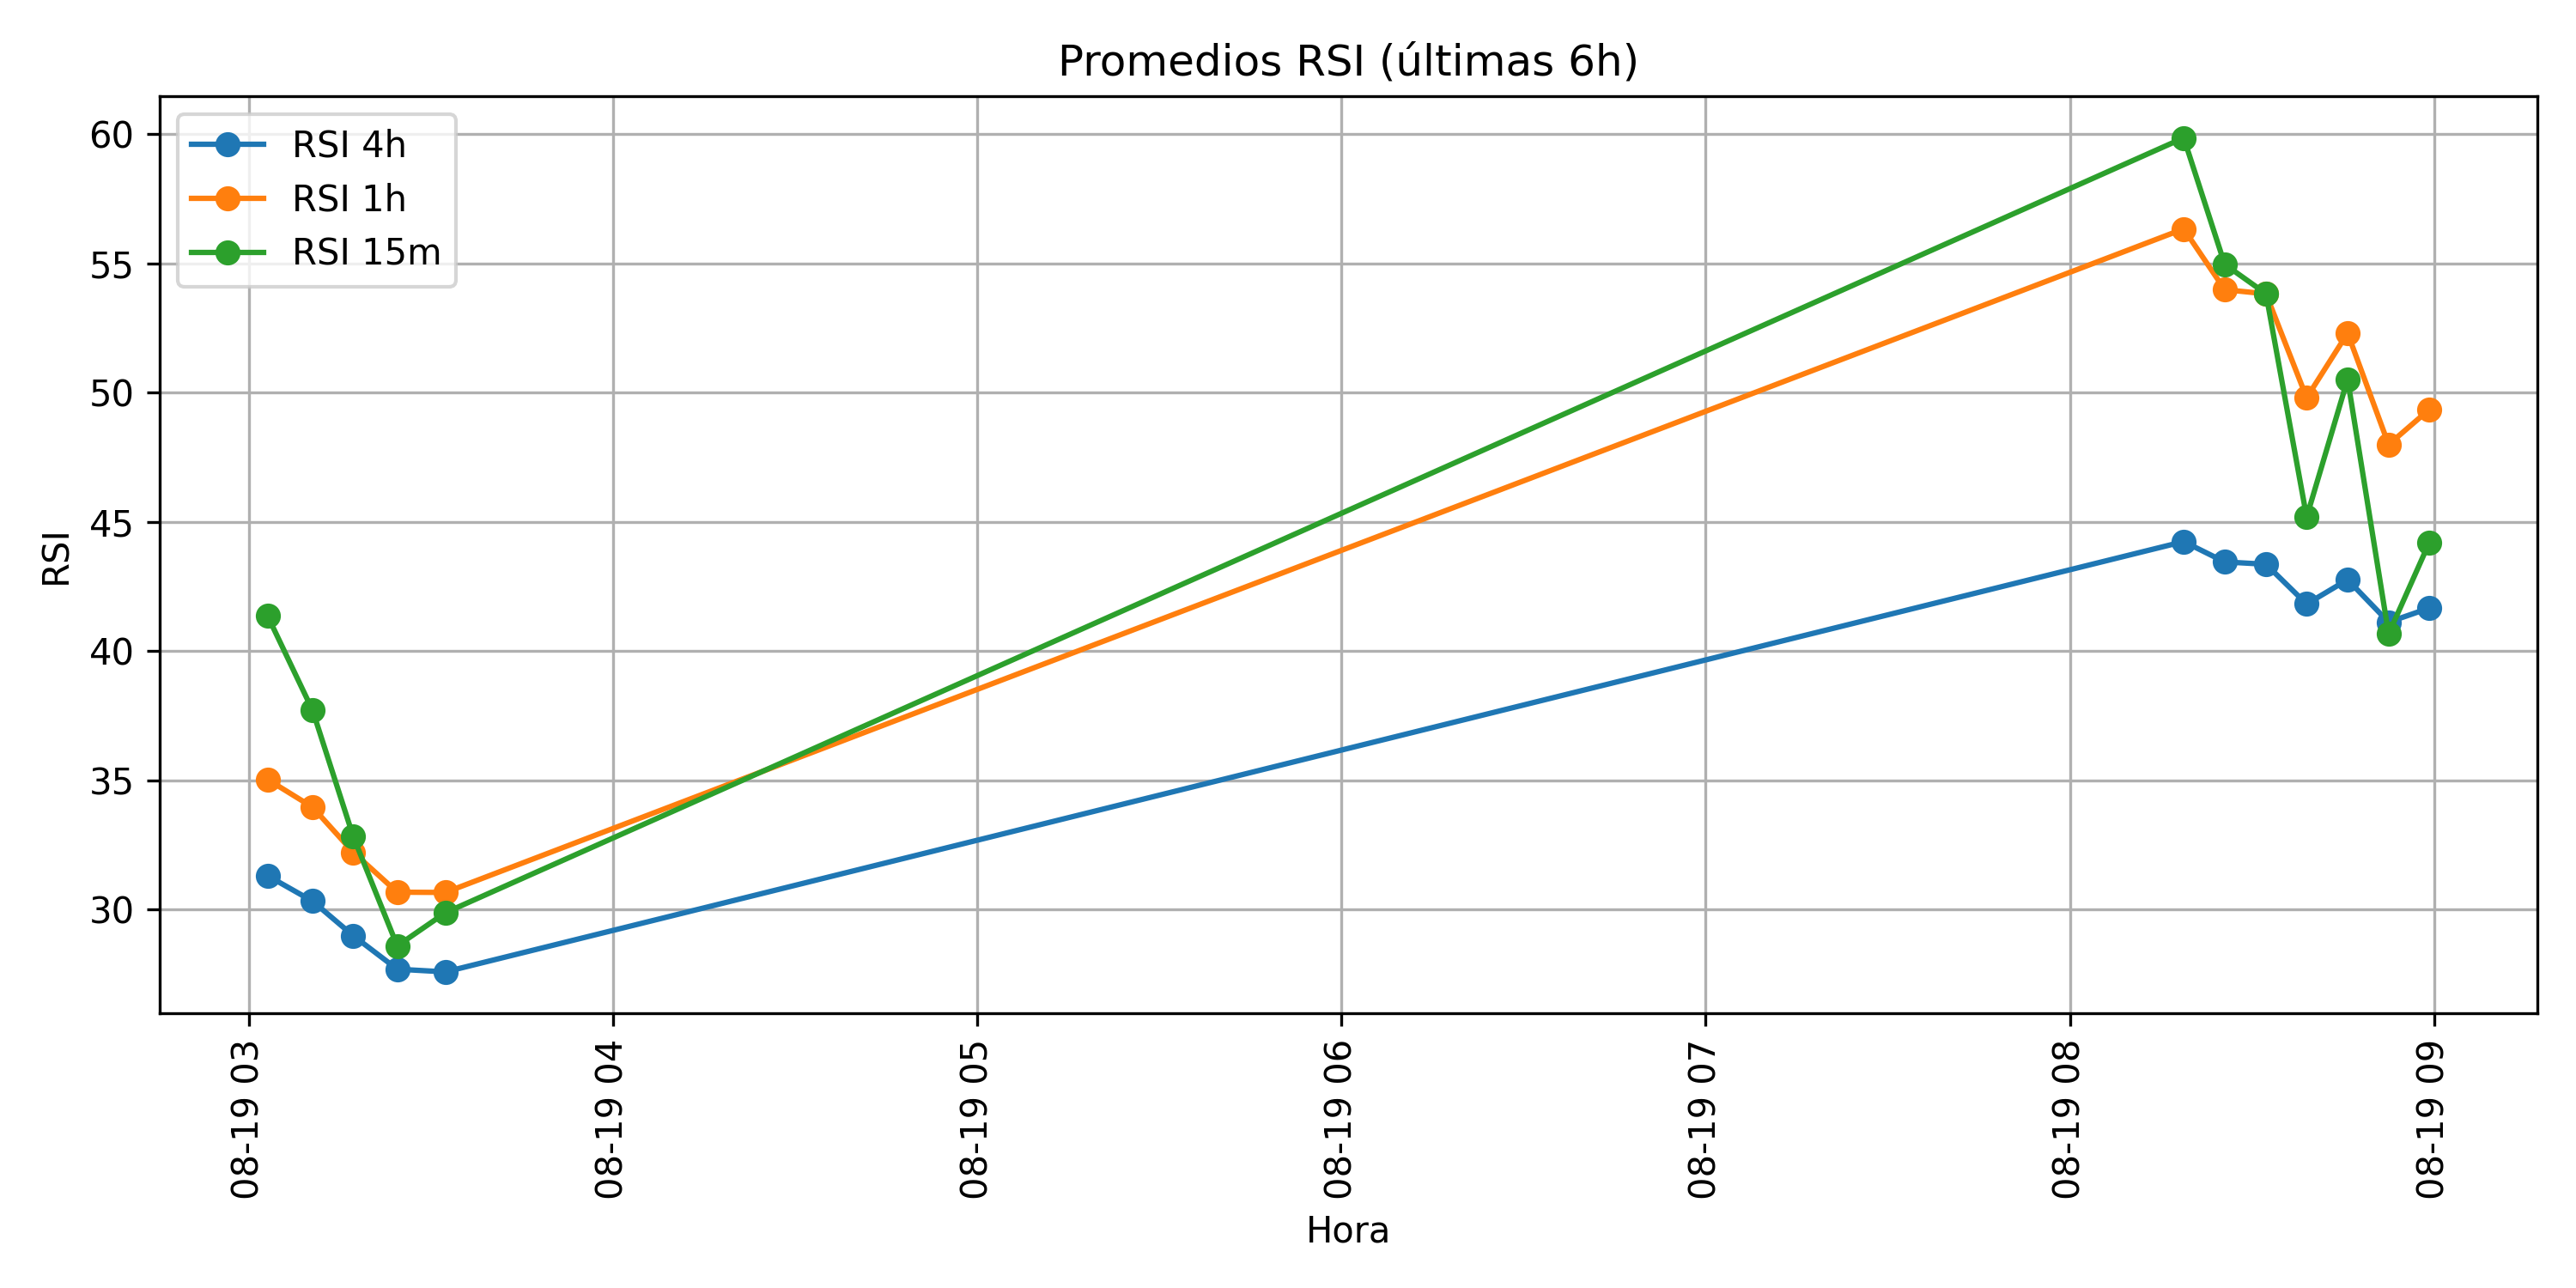 Promedios RSI (últimas 6h)
RSI 4h
RSI 1h
RSI 15m
60
55
50
45
40
35
30
RSI
08-19 03
08-19 04
08-19 05
08-19 06
08-19 07
08-19 08
08-19 09
Hora